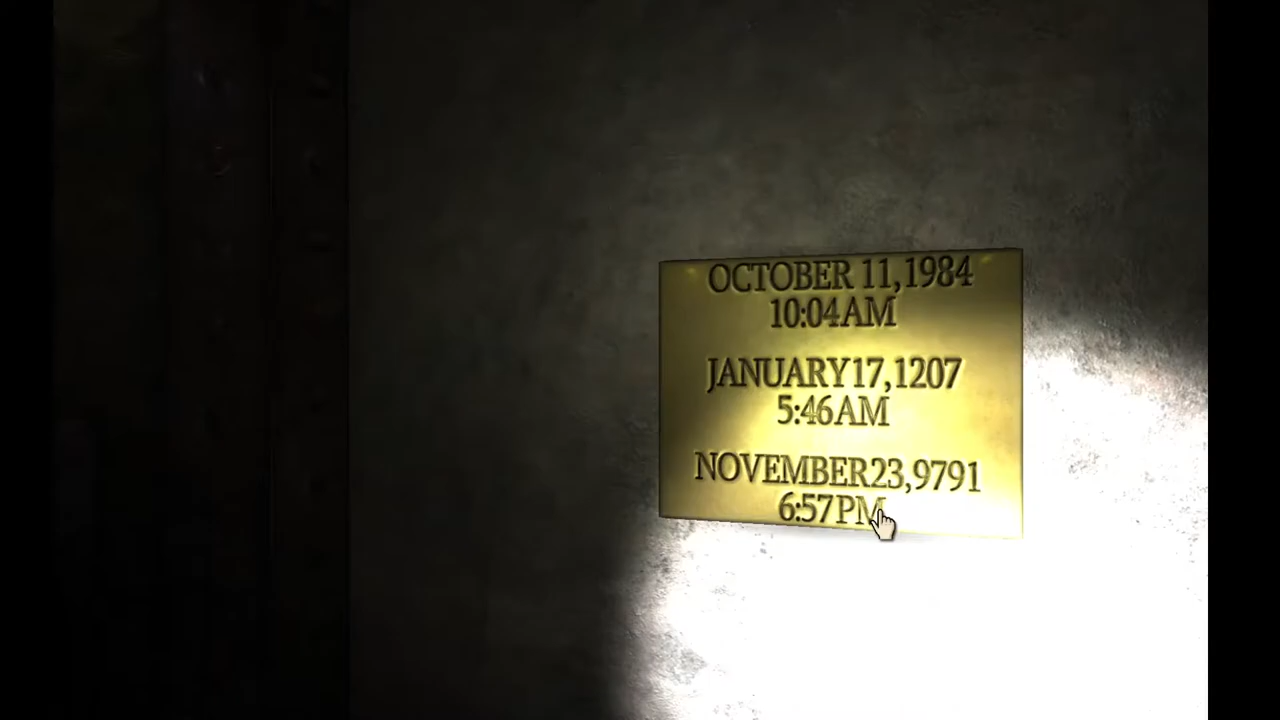 OCTOBER 11,1984
10:04AM
JANUARY17,1207
5:46AM
NOVEMBER23,9791
6:57PM